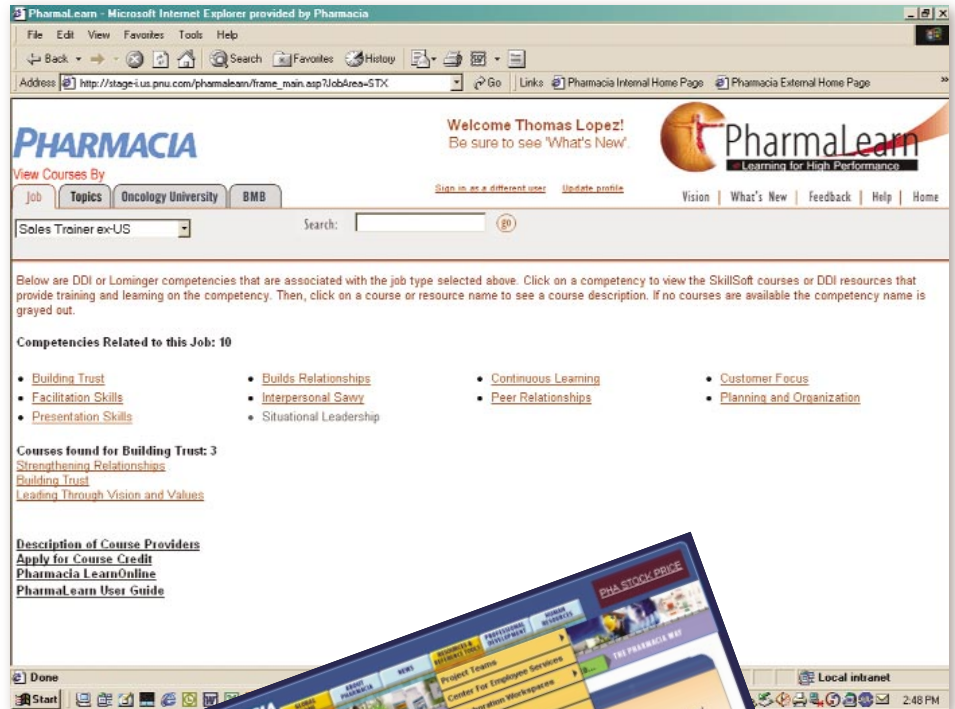 PharmaLearn - Microsoft Internet Explorer provided by Pharmacia
File Edit View Favorites Tools Help
Back Search Favorites History
Address http://stage-i.us.pnu.com/pharmalearn/frame_main.asp?JobArea=STX Go Links Pharmacia Internal Home Page Pharmacia External Home Page »
PHARMACIA
Welcome Thomas Lopez!
Be sure to see 'What's New'.
PharmaLearn
Learning for High Performance
View Courses By
Job Topics Oncology University BMB
Sign in as a different user Update profile
Vision | What's New | Feedback | Help | Home
Sales Trainer ex-US Search: go
Below are DDI or Lominger competencies that are associated with the job type selected above. Click on a competency to view the SkillSoft courses or DDI resources that
provide training and learning on the competency. Then, click on a course or resource name to see a course description. If no courses are available the competency name is
grayed out.
Competencies Related to this Job: 10
• Building Trust • Builds Relationships • Continuous Learning • Customer Focus
• Facilitation Skills • Interpersonal Savvy • Peer Relationships • Planning and Organization
• Presentation Skills • Situational Leadership
Courses found for Building Trust: 3
Strengthening Relationships
Building Trust
Leading Through Vision and Values
Description of Course Providers
Apply for Course Credit
Pharmacia LearnOnline
PharmaLearn User Guide
PHA STOCK PRICE
ABOUT PHARMACIA
NEWS
RESOURCES & REFERENCE TOOLS
PROFESSIONAL DEVELOPMENT
HUMAN RESOURCES
THE PHARMACIA WAY
Project Teams
Center For Employee Services
Workspaces
Done Local intranet
Start 2:48 PM